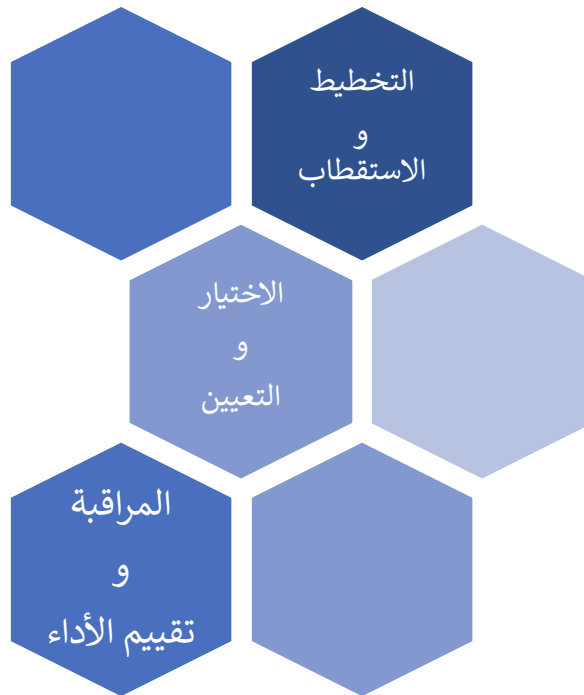 التخطيط
و
الاستقطاب
الاختيار
و
التعيين
المراقبة
و
تقييم الأداء